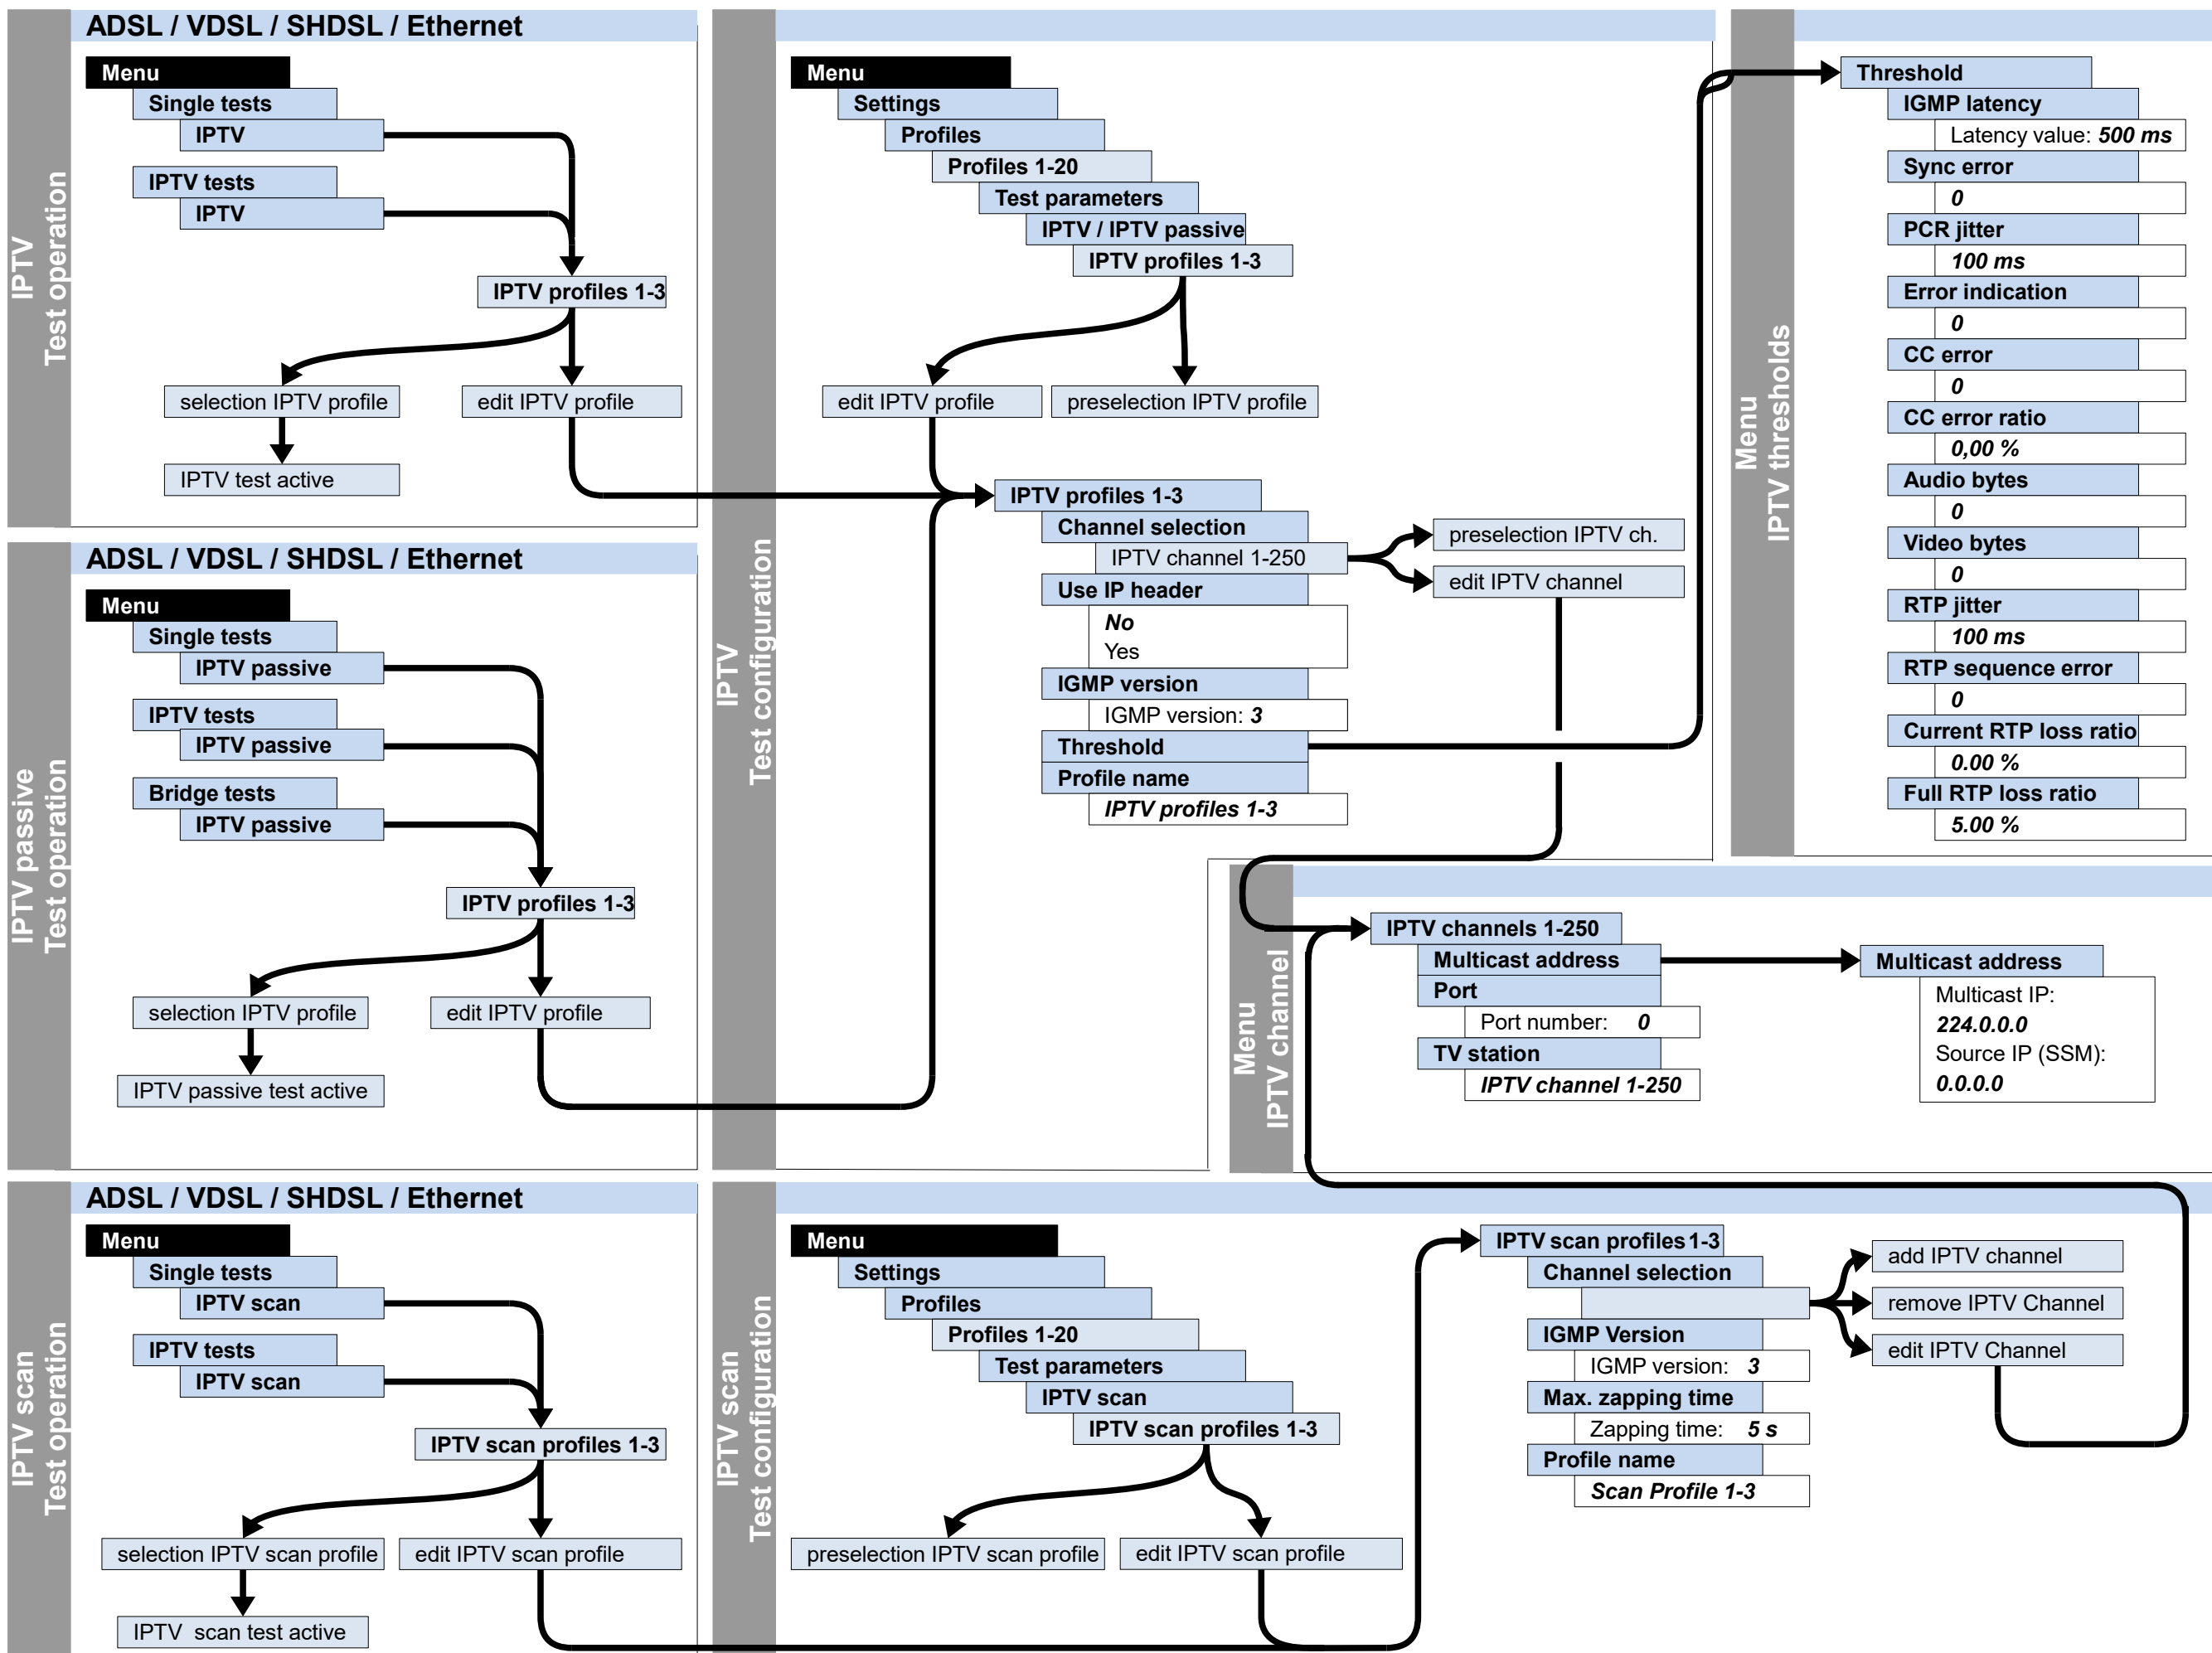 IPTV
Test operation
ADSL / VDSL / SHDSL / Ethernet
Menu
Single tests
IPTV
IPTV tests
IPTV
IPTV profiles 1-3
selection IPTV profile
edit IPTV profile
IPTV test active
IPTV passive
Test operation
ADSL / VDSL / SHDSL / Ethernet
Menu
Single tests
IPTV passive
IPTV tests
IPTV passive
Bridge tests
IPTV passive
IPTV profiles 1-3
selection IPTV profile
edit IPTV profile
IPTV passive test active
IPTV scan
Test operation
ADSL / VDSL / SHDSL / Ethernet
Menu
Single tests
IPTV scan
IPTV tests
IPTV scan
IPTV scan profiles 1-3
selection IPTV scan profile
edit IPTV scan profile
IPTV  scan test active
IPTV
Test configuration
Menu
Settings
Profiles
Profiles 1-20
Test parameters
IPTV / IPTV passive
IPTV profiles 1-3
edit IPTV profile
preselection IPTV profile
IPTV profiles 1-3
Channel selection
IPTV channel 1-250
preselection IPTV ch.
edit IPTV channel
Use IP header
No
Yes
IGMP version
IGMP version: 3
Threshold
Profile name
IPTV profiles 1-3
Menu
IPTV thresholds
Threshold
IGMP latency
Latency value: 500 ms
Sync error
0
PCR jitter
100 ms
Error indication
0
CC error
0
CC error ratio
0,00 %
Audio bytes
0
Video bytes
0
RTP jitter
100 ms
RTP sequence error
0
Current RTP loss ratio
0.00 %
Full RTP loss ratio
5.00 %
Menu
IPTV channel
IPTV channels 1-250
Multicast address
Port
Port number: 0
TV station
IPTV channel 1-250
Multicast address
Multicast IP:
224.0.0.0
Source IP (SSM):
0.0.0.0
IPTV scan
Test configuration
Menu
Settings
Profiles
Profiles 1-20
Test parameters
IPTV scan
IPTV scan profiles 1-3
preselection IPTV scan profile
edit IPTV scan profile
IPTV scan profiles 1-3
Channel selection
add IPTV channel
remove IPTV Channel
edit IPTV Channel
IGMP Version
IGMP version: 3
Max. zapping time
Zapping time: 5 s
Profile name
Scan Profile 1-3